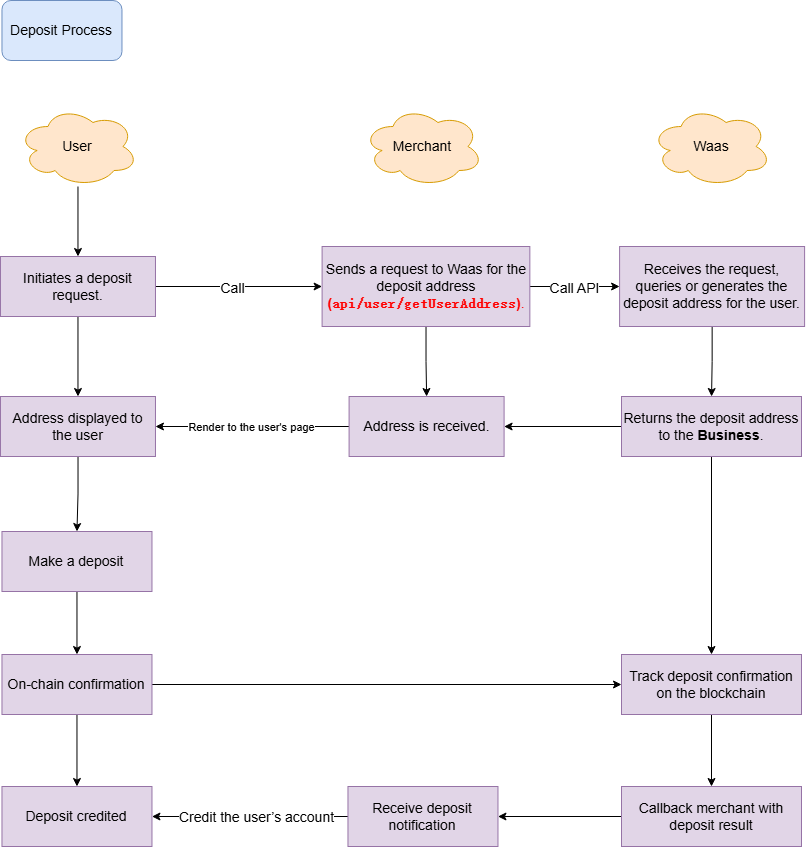 Deposit Process
User
Merchant
Waas
Initiates a deposit
request.
Call
Sends a request to Waas for the
deposit address
(api/user/getUserAddress).
Call API
Receives the request,
queries or generates the
deposit address for the user.
Address displayed to
the user
Render to the user's page
Address is received.
Returns the deposit address
to the Business.
Make a deposit
On-chain confirmation
Track deposit confirmation
on the blockchain
Deposit credited
Credit the user’s account
Receive deposit
notification
Callback merchant with
deposit result